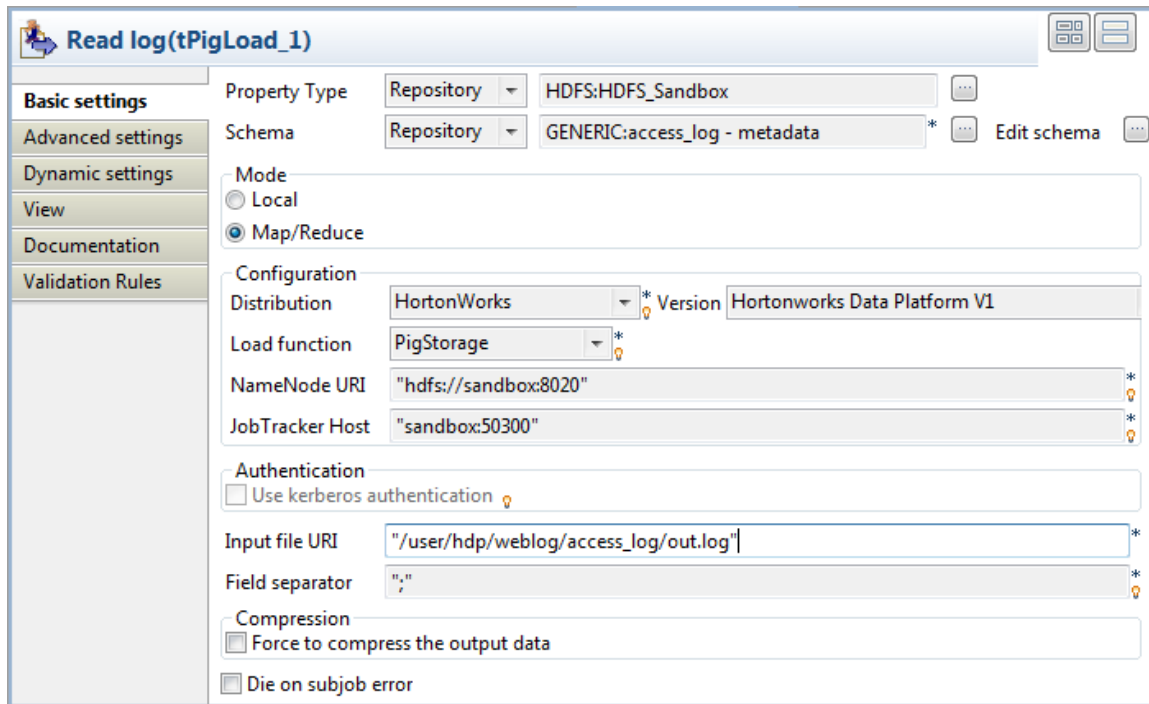 Read log(tPigLoad_1)
Basic settings
Advanced settings
Dynamic settings
View
Documentation
Validation Rules
Property Type Repository HDFS:HDFS_Sandbox ...
Schema Repository GENERIC:access_log - metadata * ... Edit schema ...
Mode
Local
Map/Reduce
Configuration
Distribution HortonWorks * Version Hortonworks Data Platform V1
Load function PigStorage *
NameNode URI "hdfs://sandbox:8020" *
JobTracker Host "sandbox:50300" *
Authentication
Use kerberos authentication
Input file URI "/user/hdp/weblog/access_log/out.log" *
Field separator ";" *
Compression
Force to compress the output data
Die on subjob error